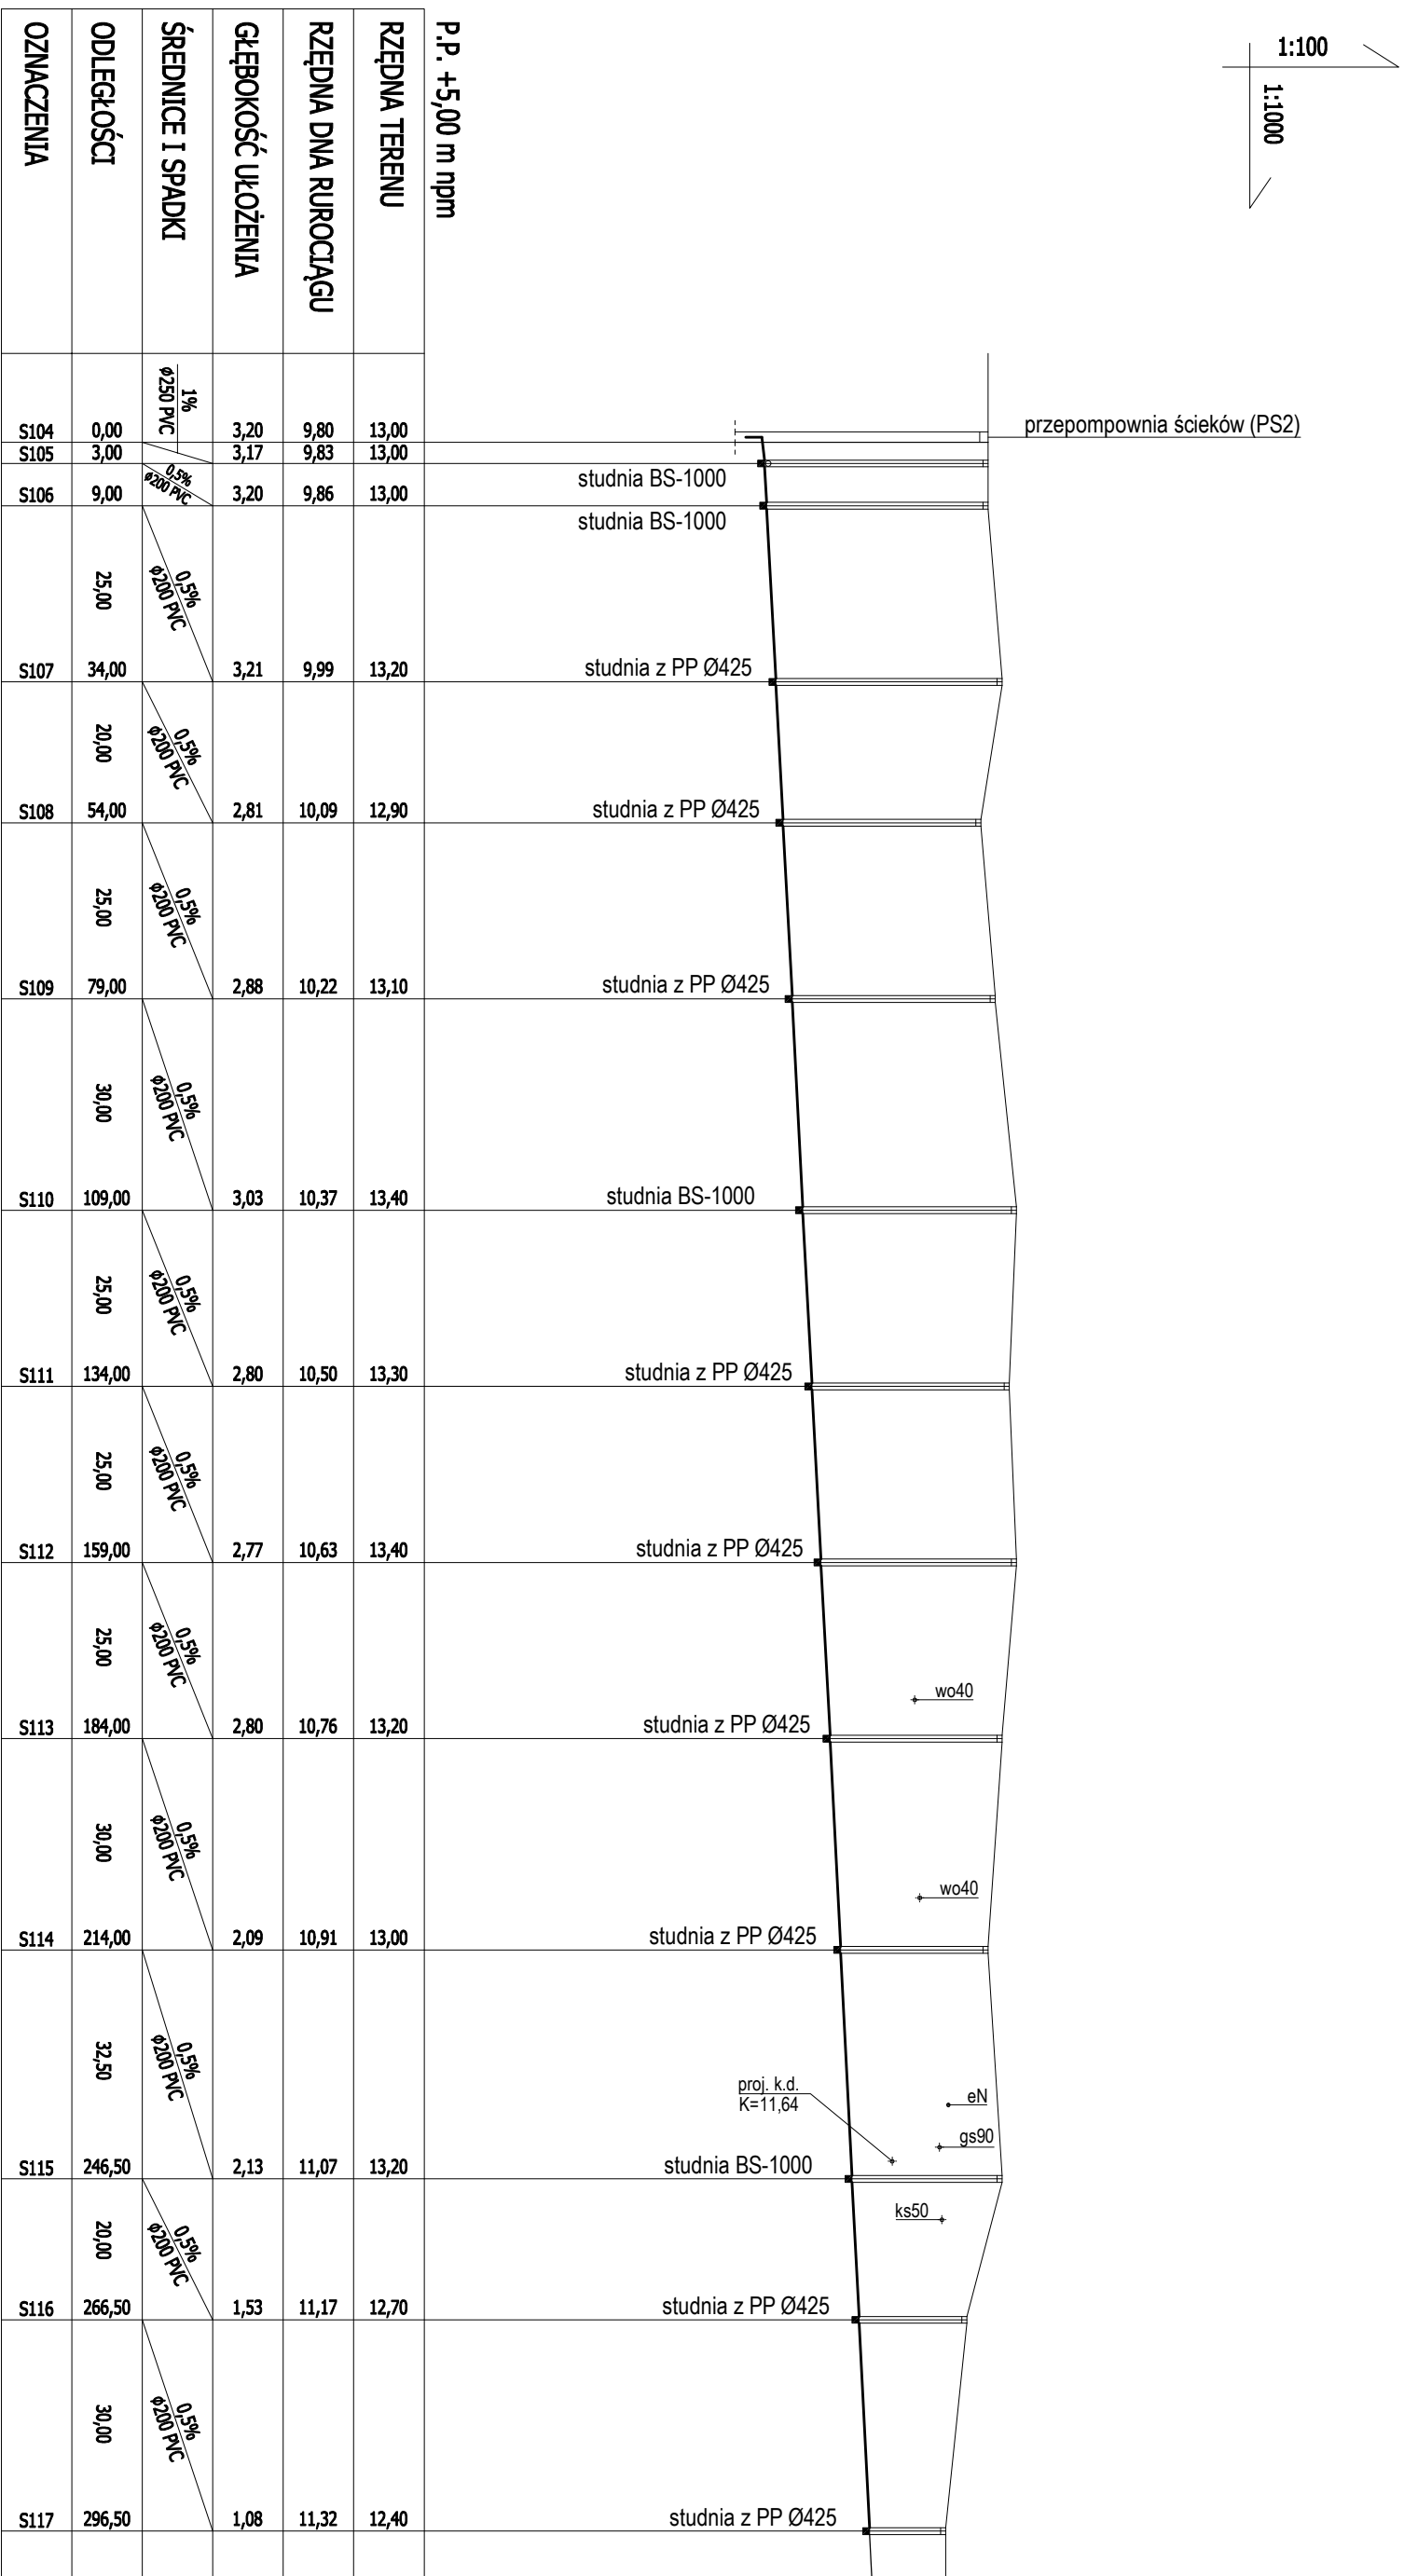 1:100
1:1000
P.P. +5,00 m npm
RZĘDNA TERENU
RZĘDNA DNA RUROCIĄGU
GŁĘBOKOŚĆ UŁOŻENIA
ŚREDNICE I SPADKI
ODLEGŁOŚCI
OZNACZENIA
przepompownia ścieków (PS2)
1%
ø250 PVC
S104 0,00 3,20 9,80 13,00
S105 3,00 3,17 9,83 13,00
studnia BS-1000
0,5%
ø200 PVC
S106 9,00 3,20 9,86 13,00
studnia BS-1000
25,00
0,5%
ø200 PVC
S107 34,00 3,21 9,99 13,20 studnia z PP Ø425
20,00
0,5%
ø200 PVC
S108 54,00 2,81 10,09 12,90 studnia z PP Ø425
25,00
0,5%
ø200 PVC
S109 79,00 2,88 10,22 13,10 studnia z PP Ø425
30,00
0,5%
ø200 PVC
S110 109,00 3,03 10,37 13,40 studnia BS-1000
25,00
0,5%
ø200 PVC
S111 134,00 2,80 10,50 13,30 studnia z PP Ø425
25,00
0,5%
ø200 PVC
S112 159,00 2,77 10,63 13,40 studnia z PP Ø425
25,00
0,5%
ø200 PVC
wo40
S113 184,00 2,80 10,76 13,20 studnia z PP Ø425
30,00
0,5%
ø200 PVC
wo40
S114 214,00 2,09 10,91 13,00 studnia z PP Ø425
32,50
0,5%
ø200 PVC
proj. k.d.
K=11,64
eN
gs90
S115 246,50 2,13 11,07 13,20 studnia BS-1000
ks50
20,00
0,5%
ø200 PVC
S116 266,50 1,53 11,17 12,70 studnia z PP Ø425
30,00
0,5%
ø200 PVC
S117 296,50 1,08 11,32 12,40 studnia z PP Ø425